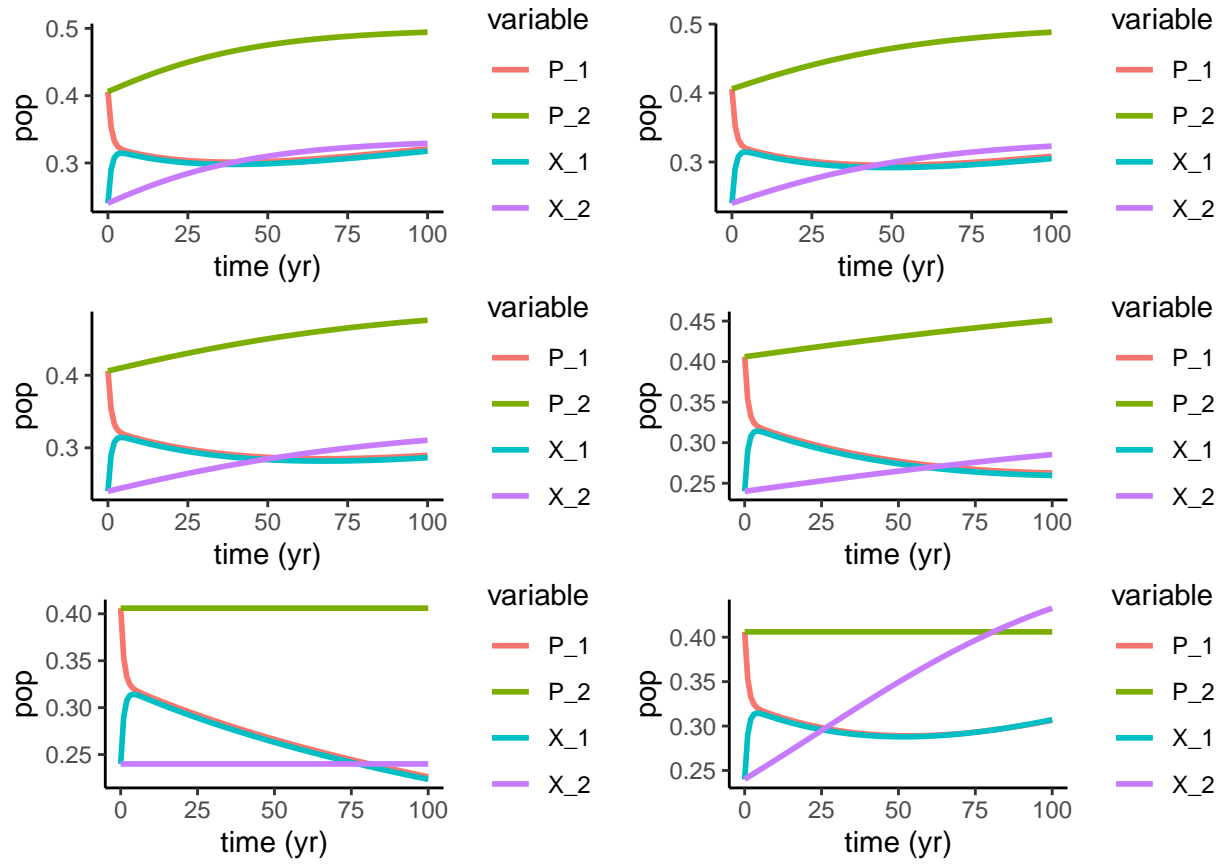 variable
pop
0.5
0.4
0.3
P_1
P_2
X_1
X_2
0 25 50 75 100
time (yr)
variable
pop
0.5
0.4
0.3
P_1
P_2
X_1
X_2
0 25 50 75 100
time (yr)
variable
pop
0.4
0.3
P_1
P_2
X_1
X_2
0 25 50 75 100
time (yr)
variable
pop
0.45
0.40
0.35
0.30
0.25
P_1
P_2
X_1
X_2
0 25 50 75 100
time (yr)
variable
pop
0.40
0.35
0.30
0.25
P_1
P_2
X_1
X_2
0 25 50 75 100
time (yr)
variable
pop
0.40
0.35
0.30
0.25
P_1
P_2
X_1
X_2
0 25 50 75 100
time (yr)